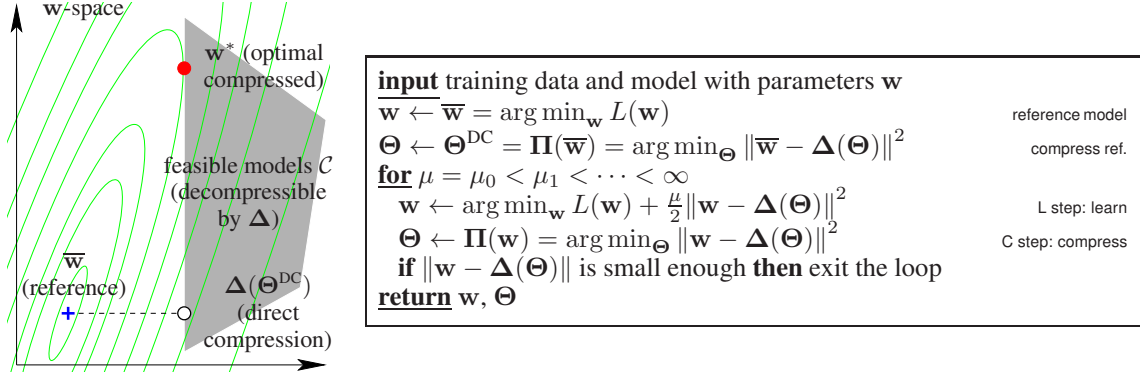 w-space
w* (optimal
compressed)
feasible models C
(decompressible
by Δ)
w̅
(reference)
Δ(Θ^DC)
(direct
compression)
input training data and model with parameters w
w̅ ← w̅ = arg min_w L(w) reference model
Θ ← Θ^DC = Π(w̅) = arg min_Θ ‖w̅ − Δ(Θ)‖² compress ref.
for μ = μ₀ < μ₁ < ⋯ < ∞
w ← arg min_w L(w) + μ/2 ‖w − Δ(Θ)‖² L step: learn
Θ ← Π(w) = arg min_Θ ‖w − Δ(Θ)‖² C step: compress
if ‖w − Δ(Θ)‖ is small enough then exit the loop
return w, Θ